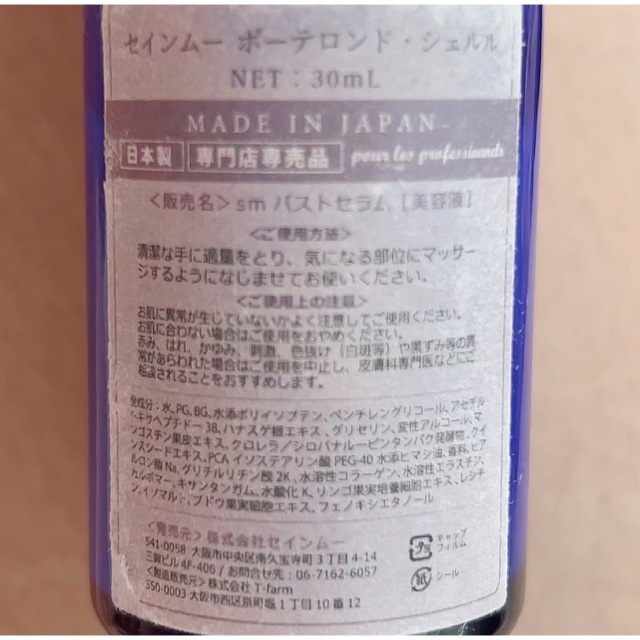 セインムー ボーテロンド・シェルル
NET：30mL
MADE IN JAPAN
日本製 専門店専売品 pour les professionnels
＜販売名＞sm バストセラム［美容液］
＜ご使用方法＞
清潔な手に適量をとり、気になる部位にマッサー
ジするようになじませてお使いください。
＜ご使用上の注意＞
お肌に異常が生じていないかよく注意してご使用ください。
お肌に合わない場合はご使用をおやめください。
赤み、はれ、かゆみ、刺激、色抜け（白斑等）や黒ずみ等の異
常があらわれた場合はご使用を中止し、皮膚科専門医などにご
相談されることをおすすめします。
全成分：水、PG、BG、水添ポリイソブテン、ペンチレングリコール、アセチル
ヘキサペプチド-38、ハナスゲ根エキス、グリセリン、変性アルコール、マ
ンゴスチン果皮エキス、クロレラ／シロバナルーピンタンパク発酵物、クイ
ンスシードエキス、PCA イソステアリン酸 PEG-40 水添ヒマシ油、香料、ヒア
ルロン酸 Na、グリチルリチン酸 2K、水溶性コラーゲン、水溶性エラスチン、
カルボマー、キサンタンガム、水酸化 K、リンゴ果実培養細胞エキス、レシチ
ン、イソマルト、ブドウ果実細胞エキス、フェノキシエタノール
＜発売元＞株式会社セインムー
541-0058 大阪市中央区南久宝寺町 3 丁目 4-14
三賀ビル 4F-406 / お問合せ先：06-7162-6057
＜製造販売元＞株式会社 T-farm
550-0003 大阪市西区京町堀 1 丁目 10 番 12
プラ キャップ
フィルム
紙 シール